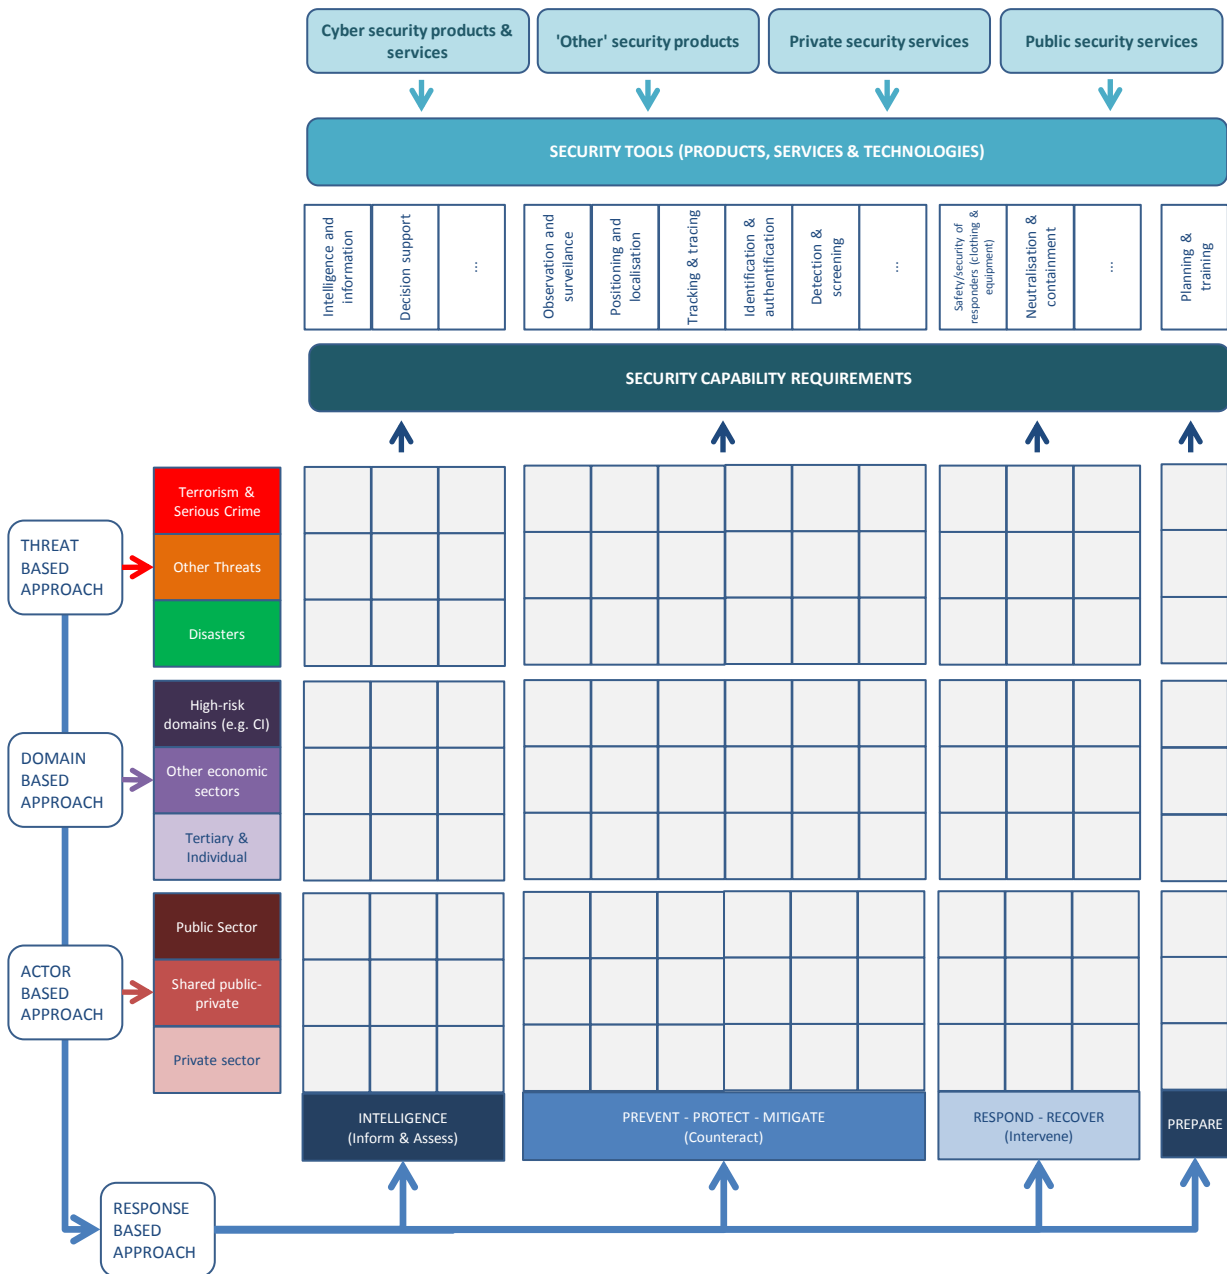 Cyber security products &
services
'Other' security products
Private security services
Public security services
SECURITY TOOLS (PRODUCTS, SERVICES & TECHNOLOGIES)
Intelligence and
information
Decision support
...
Observation and
surveilance
Positioning and
localisation
Tracking & tracing
Identification &
authentification
Detection &
screening
...
Safety/security of
responders (clothing &
equipment)
Neutralisation &
containment
...
Planning &
training
SECURITY CAPABILITY REQUIREMENTS
THREAT
BASED
APPROACH
Terrorism &
Serious Crime
Other Threats
Disasters
DOMAIN
BASED
APPROACH
High-risk
domains (e.g. CI)
Other economic
sectors
Tertiary &
Individual
ACTOR
BASED
APPROACH
Public Sector
Shared public-
private
Private sector
INTELLIGENCE
(Inform & Assess)
PREVENT - PROTECT - MITIGATE
(Counteract)
RESPOND - RECOVER
(Intervene)
PREPARE
RESPONSE
BASED
APPROACH